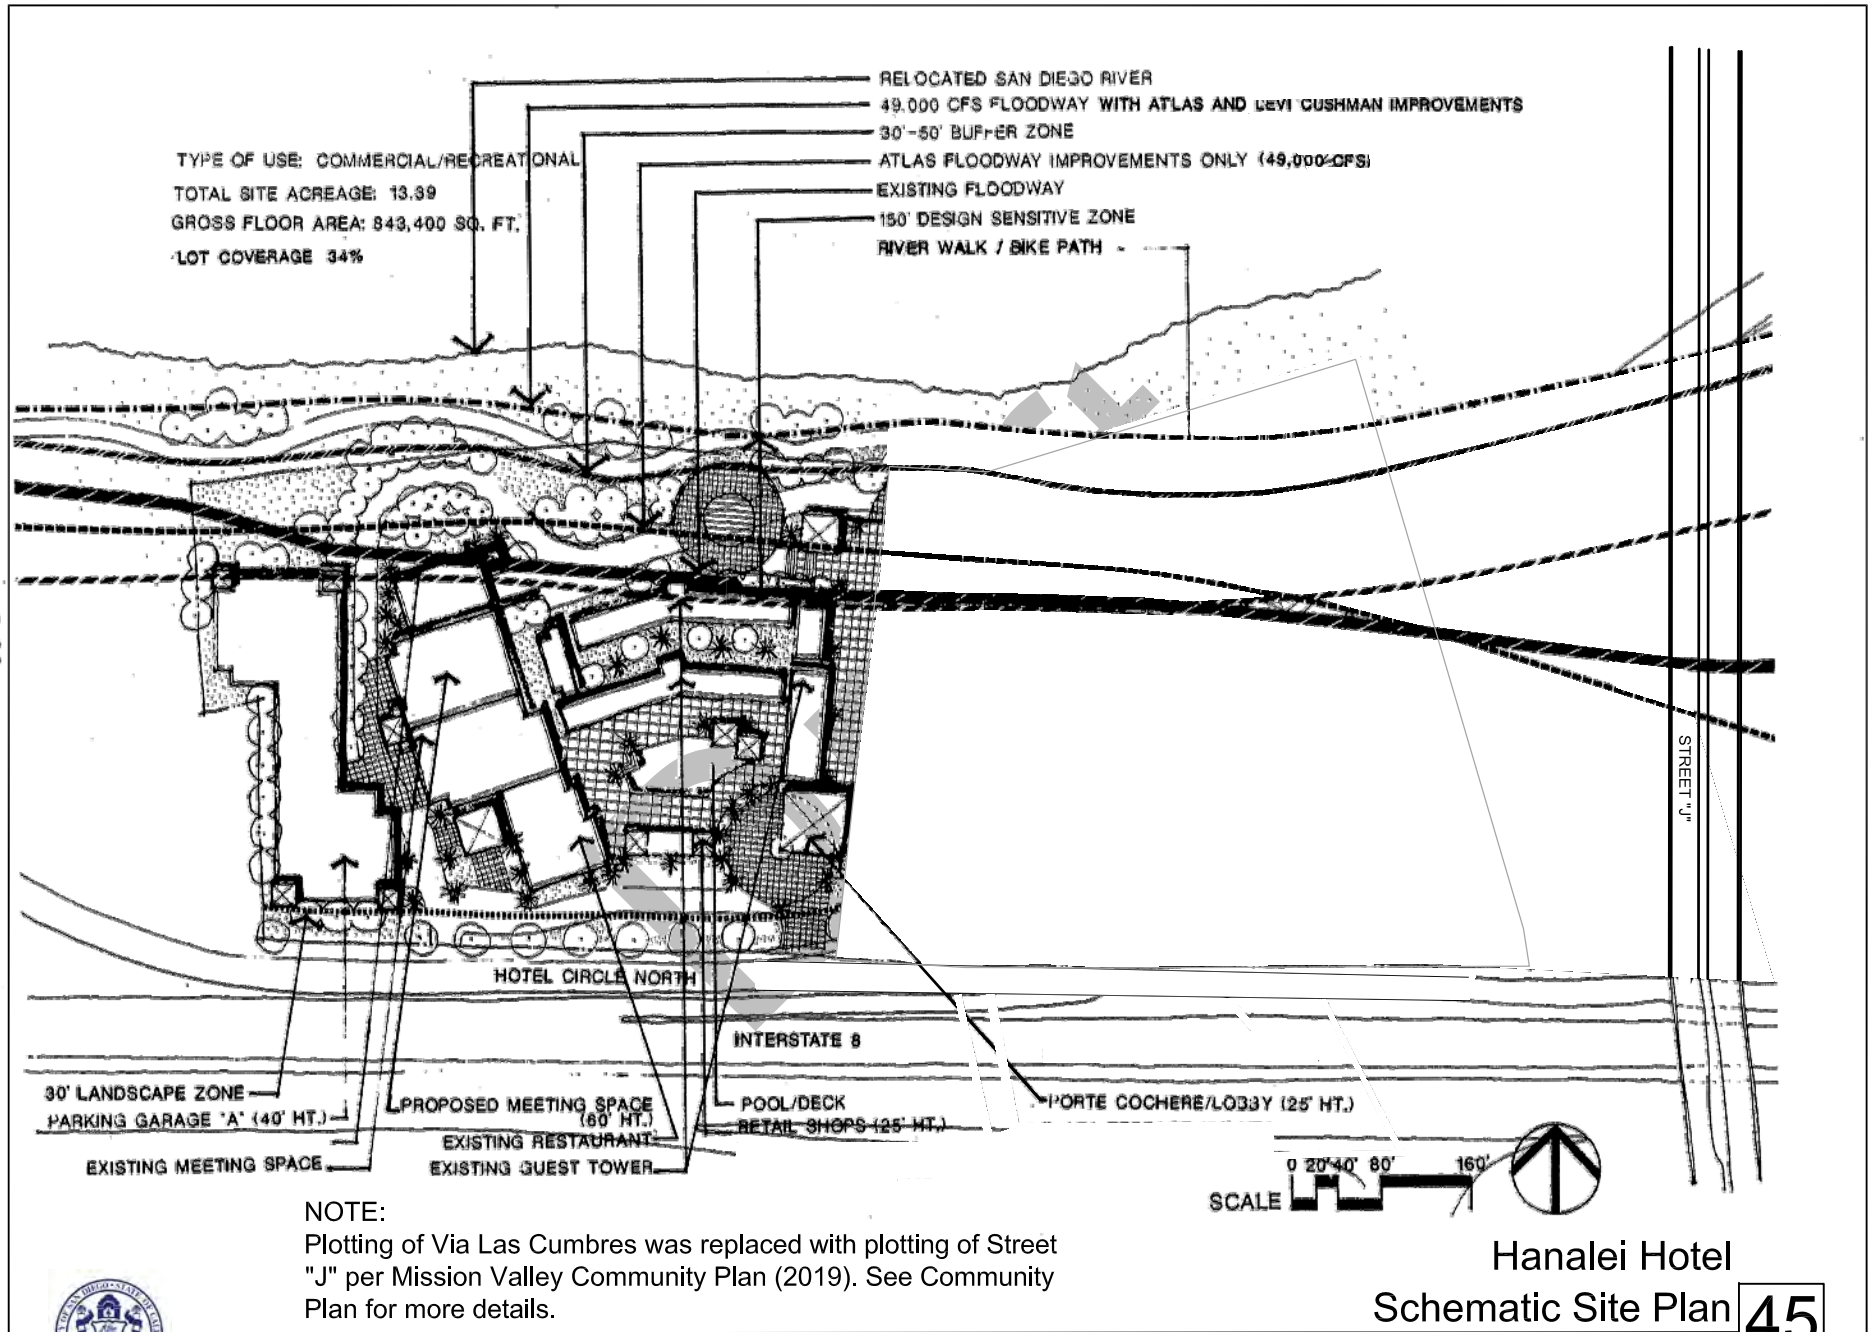 RELOCATED SAN DIEGO RIVER
49,000 CFS FLOODWAY WITH ATLAS AND LEVI CUSHMAN IMPROVEMENTS
30'-50' BUFFER ZONE
ATLAS FLOODWAY IMPROVEMENTS ONLY (49,000 CFS)
EXISTING FLOODWAY
150' DESIGN SENSITIVE ZONE
RIVER WALK / BIKE PATH
TYPE OF USE: COMMERCIAL/RECREATIONAL
TOTAL SITE ACREAGE:
GROSS FLOOR AREA: SQ. FT.
LOT COVERAGE 34%
STREET "J"
HOTEL CIRCLE NORTH
INTERSTATE 8
30' LANDSCAPE ZONE
PARKING GARAGE "A" (40' HT.)
EXISTING MEETING SPACE
PROPOSED MEETING SPACE
(60' HT.)
EXISTING RESTAURANT
EXISTING GUEST TOWER
POOL/DECK
RETAIL SHOPS (25' HT.)
PORTE COCHERE/LOBBY (25' HT.)
SCALE
0 20' 40' 80' 160'
NOTE:
Plotting of Via Las Cumbres was replaced with plotting of Street
"J" per Mission Valley Community Plan (2019). See Community
Plan for more details.
Hanalei Hotel
Schematic Site Plan
45